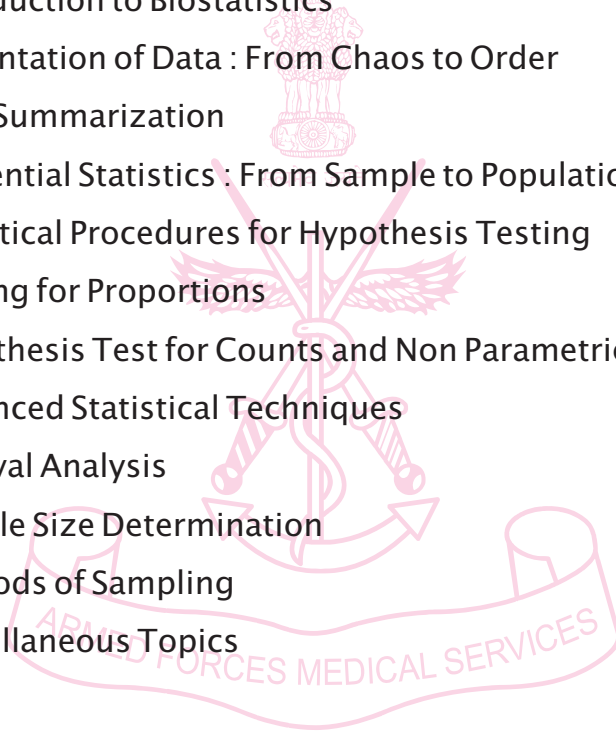 duction to Biostatistics
ntation of Data : From Chaos to Order
Summarization
ential Statistics : From Sample to Populatio
tical Procedures for Hypothesis Testing
ng for Proportions
thesis Test for Counts and Non Parametri
nced Statistical Techniques
val Analysis
le Size Determination
ods of Sampling
llaneous Topics
ARMED FORCES MEDICAL SERVICES